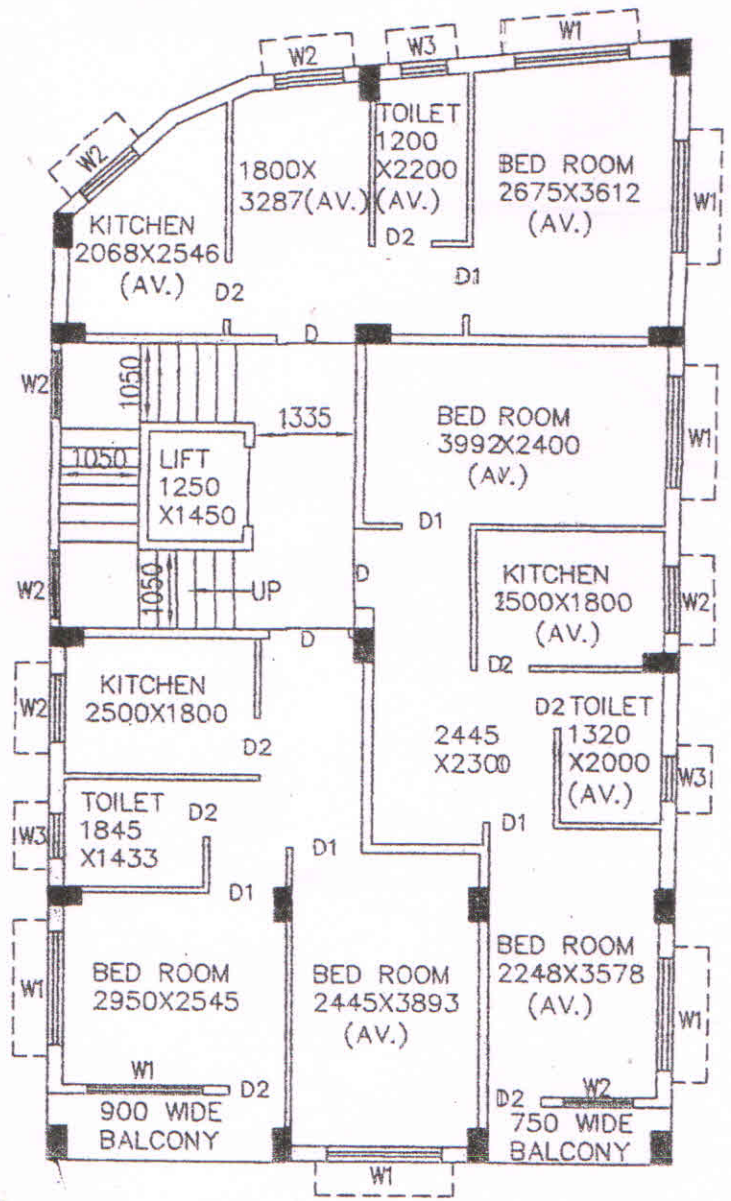 W2
W3
W1
W2
TOILET
1200
X2200
(AV.)
1800X
3287(AV.)
BED ROOM
2675X3612
(AV.)
W1
KITCHEN
2068X2546
(AV.)
D2
D2
D1
D
W2
1050
1335
BED ROOM
3992X2400
(AV.)
W1
1050
LIFT
1250
X1450
D1
W2
1050
UP
D
KITCHEN
2500X1800
(AV.)
W2
D
D2
KITCHEN
2500X1800
W2
D2
2445
X2300
D2 TOILET
1320
X2000
(AV.)
W3
TOILET
1845
X1433
W3
D2
D1
D1
D1
BED ROOM
2950X2545
W1
BED ROOM
2445X3893
(AV.)
BED ROOM
2248X3578
(AV.)
W1
W1
D2
D2
W2
900 WIDE
BALCONY
750 WIDE
BALCONY
W1